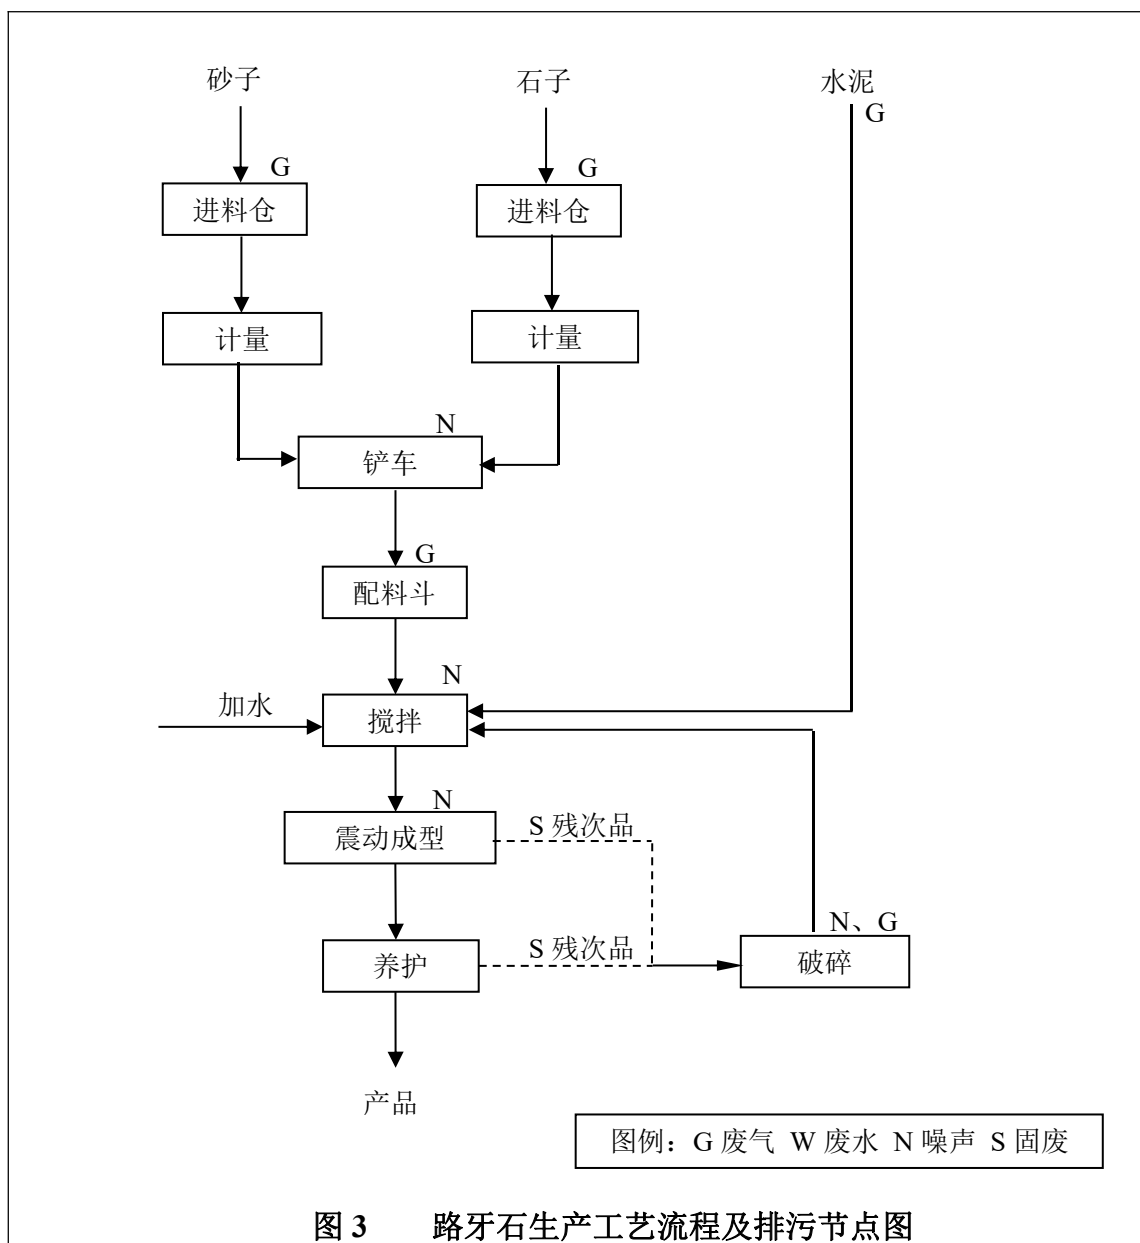 砂子 石子 水泥
G
G G
进料仓 进料仓
计量 计量
N
铲车
G
配料斗
N
加水
搅拌
N
震动成型 S 残次品
N、G
养护 S 残次品 破碎
产品
图例：G 废气 W 废水 N 噪声 S 固废
图 3 路牙石生产工艺流程及排污节点图